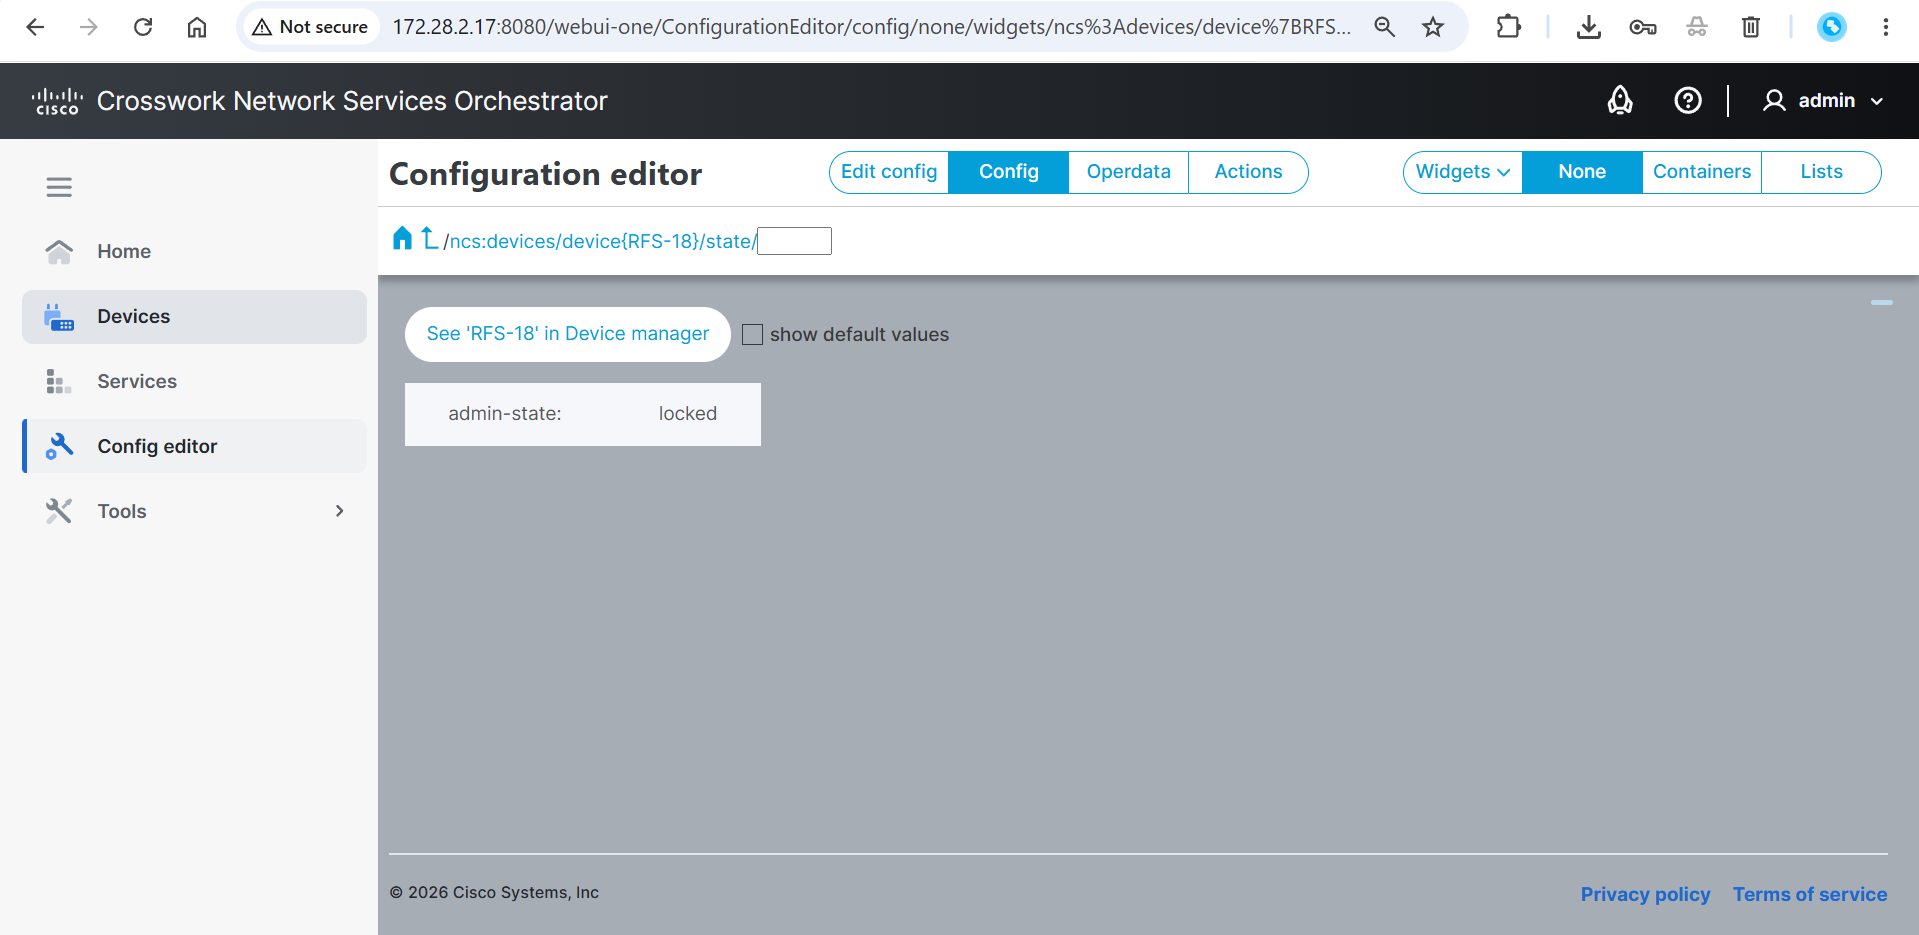 Not secure
172.28.2.17:8080/webui-one/ConfigurationEditor/config/none/widgets/ncs%3Adevices/device%7BRFS...
CISCO Crosswork Network Services Orchestrator
admin
Configuration editor
Edit config Config Operdata Actions
Widgets None Containers Lists
/ncs:devices/device{RFS-18}/state/
Home
Devices
Services
Config editor
Tools
See 'RFS-18' in Device manager
show default values
admin-state: locked
© 2026 Cisco Systems, Inc
Privacy policy Terms of service